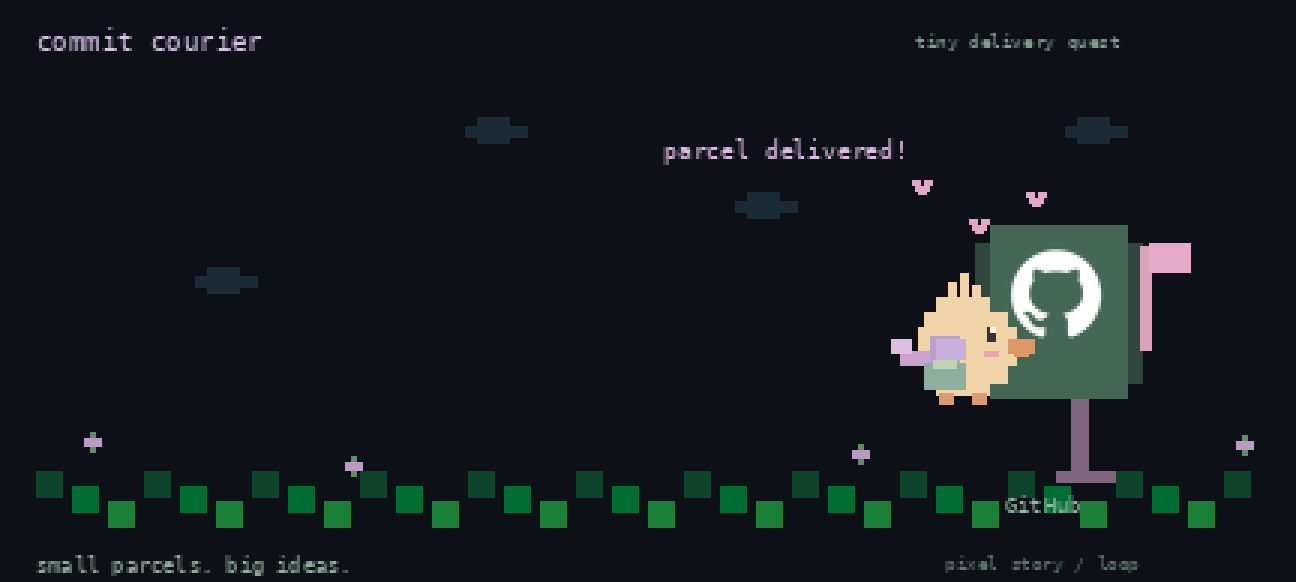 commit courier
tiny delivery quest
parcel delivered!
GitHub
small parcels. big ideas.
pixel story / loop